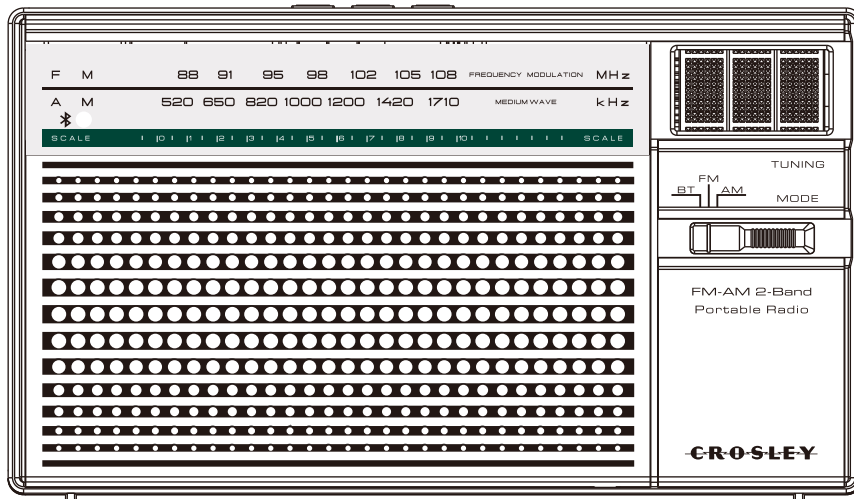 F M 88 91 95 98 102 105 108 FREQUENCY MODULATION MHz
A M 520 650 820 1000 1200 1420 1710 MEDIUM WAVE kHz
SCALE 0 1 2 3 4 5 6 7 8 9 10 SCALE
TUNING
FM
BT AM
MODE
FM-AM 2-Band
Portable Radio
CROSLEY